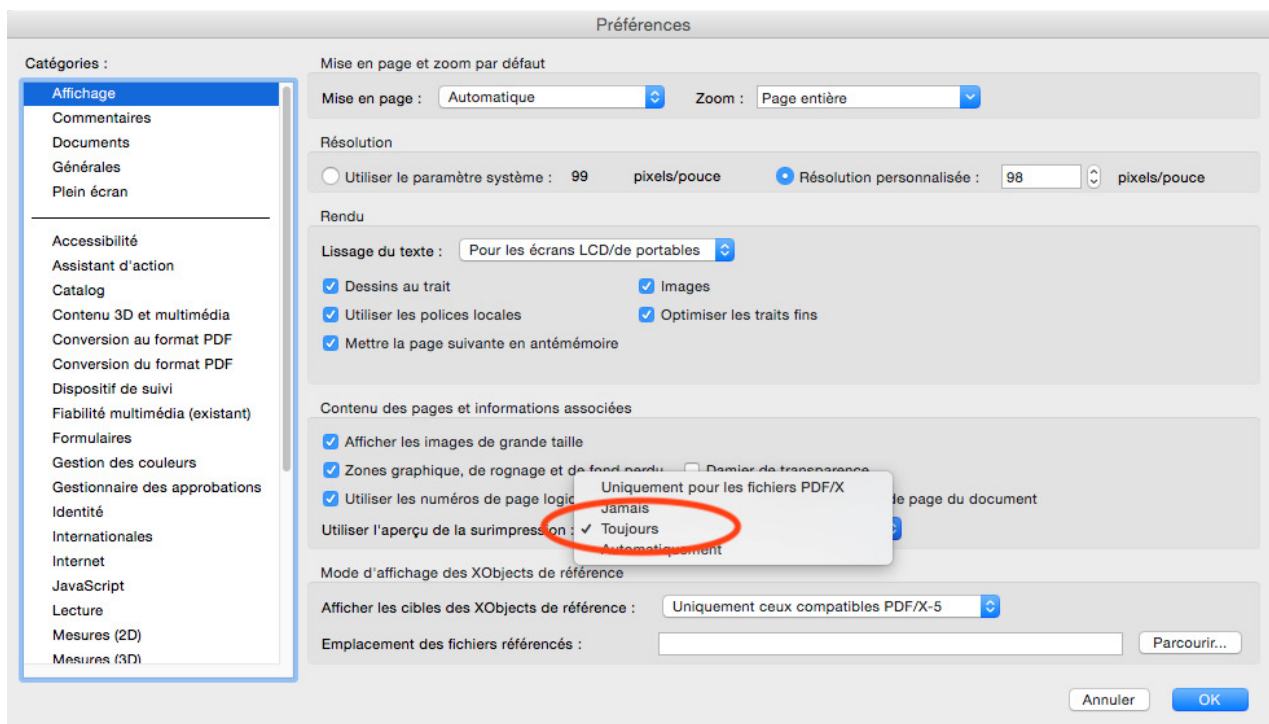 Préférences
Catégories :
Affichage
Commentaires
Documents
Générales
Plein écran
Accessibilité
Assistant d'action
Catalog
Contenu 3D et multimédia
Conversion au format PDF
Conversion du format PDF
Dispositif de suivi
Fiabilité multimédia (existant)
Formulaires
Gestion des couleurs
Gestionnaire des approbations
Identité
Internationales
Internet
JavaScript
Lecture
Mesures (2D)
Mesures (3D)
Mise en page et zoom par défaut
Mise en page : Automatique Zoom : Page entière
Résolution
Utiliser le paramètre système : 99 pixels/pouce Résolution personnalisée : 98 pixels/pouce
Rendu
Lissage du texte : Pour les écrans LCD/de portables
Dessins au trait Images
Utiliser les polices locales Optimiser les traits fins
Mettre la page suivante en antémémoire
Contenu des pages et informations associées
Afficher les images de grande taille
Zones graphique, de rognage et de fond perdu Damier de transparence
Utiliser les numéros de page logi de page du document
Utiliser l'aperçu de la surimpression :
Uniquement pour les fichiers PDF/X
Jamais
✓ Toujours
Automatiquement
Mode d'affichage des XObjects de référence
Afficher les cibles des XObjects de référence : Uniquement ceux compatibles PDF/X-5
Emplacement des fichiers référencés : Parcourir...
Annuler OK